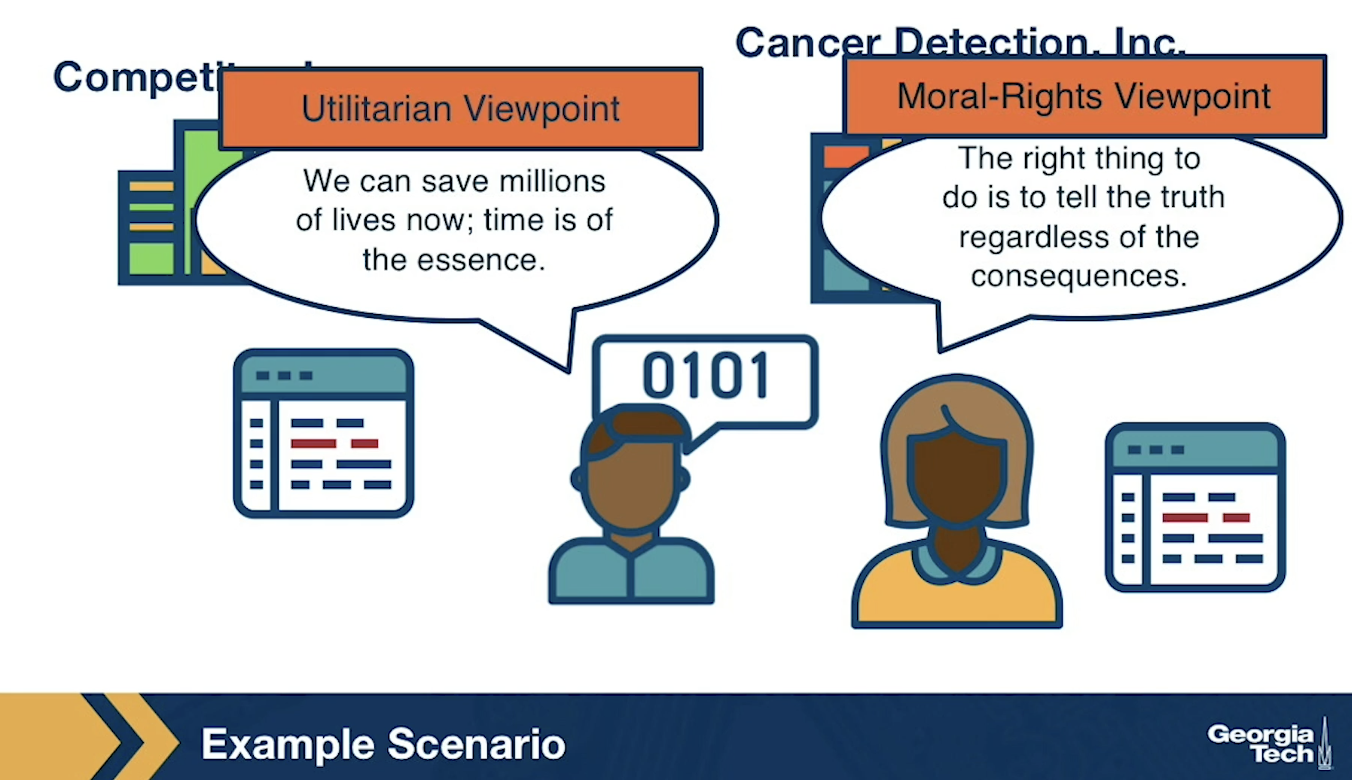 Cancer Detection, Inc.
Utilitarian Viewpoint
Moral-Rights Viewpoint
We can save millions
of lives now; time is of
the essence.
The right thing to
do is to tell the truth
regardless of the
consequences.
0101
Example Scenario
Georgia
Tech